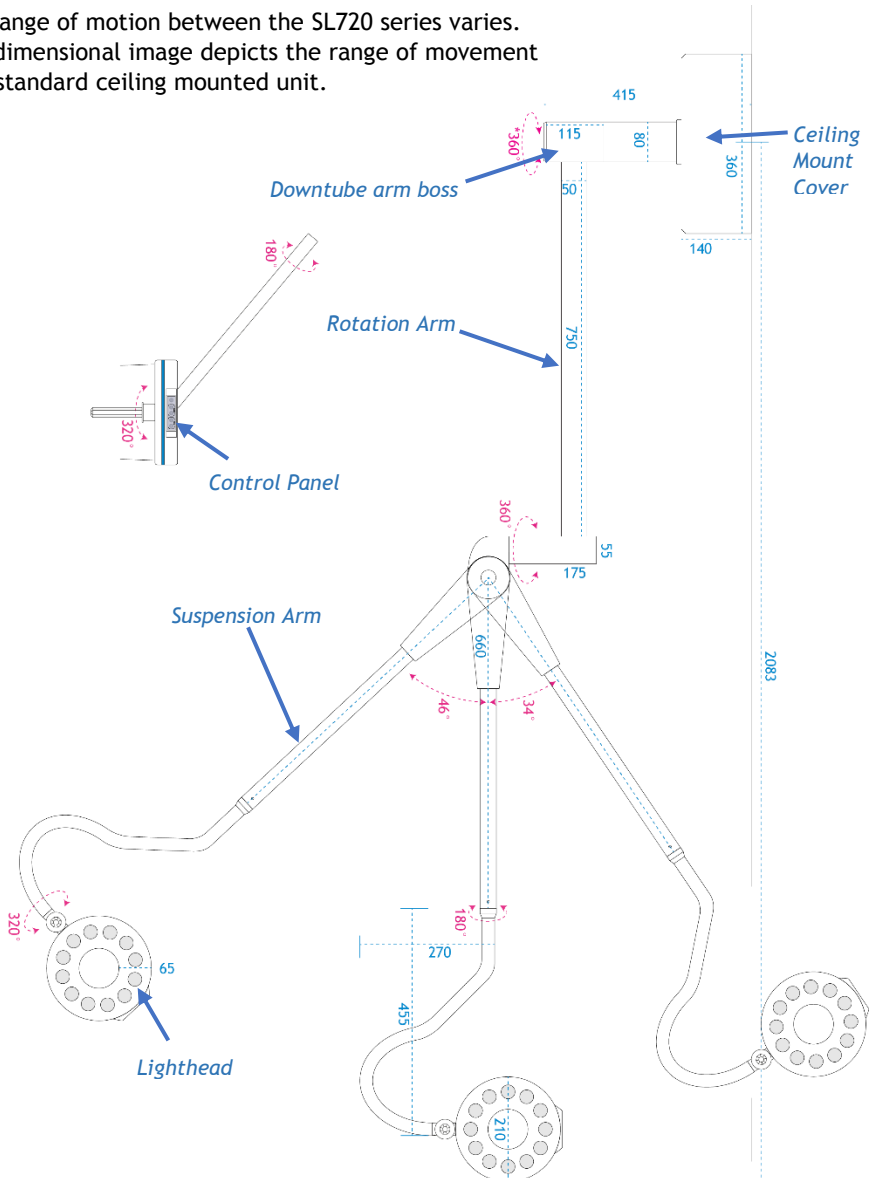 ange of motion between the SL720 series varies.
dimensional image depicts the range of movement
standard ceiling mounted unit.
415
115
80
*360°
Ceiling
Mount
Cover
360
Downtube arm boss
50
140
180°
Rotation Arm
750
320°
Control Panel
360°
55
175
Suspension Arm
660
2083
46°
34°
320°
180°
270
65
455
Lighthead
210